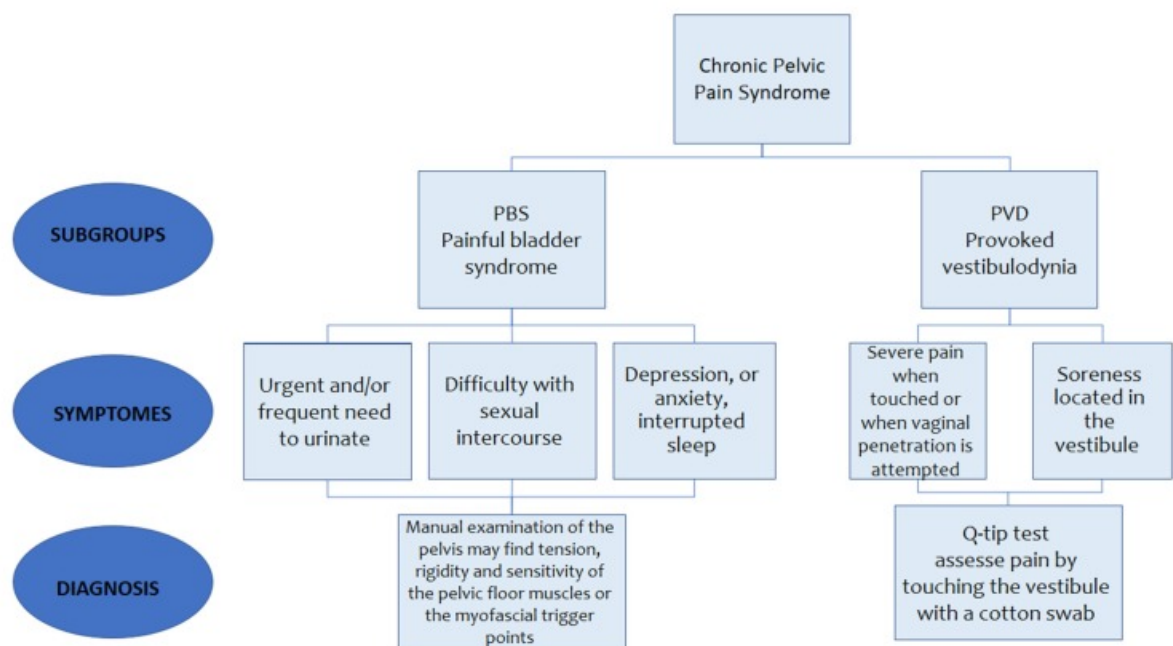 Chronic Pelvic
Pain Syndrome
SUBGROUPS
PBS
Painful bladder
syndrome
PVD
Provoked
vestibulodynia
SYMPTOMES
Urgent and/or
frequent need
to urinate
Difficulty with
sexual
intercourse
Depression, or
anxiety,
interrupted
sleep
Severe pain
when
touched or
when vaginal
penetration is
attempted
Soreness
located in
the
vestibule
DIAGNOSIS
Manual examination of the
pelvis may find tension,
rigidity and sensitivity of
the pelvic floor muscles or
the myofascial trigger
points
Q-tip test
assesse pain by
touching the vestibule
with a cotton swab